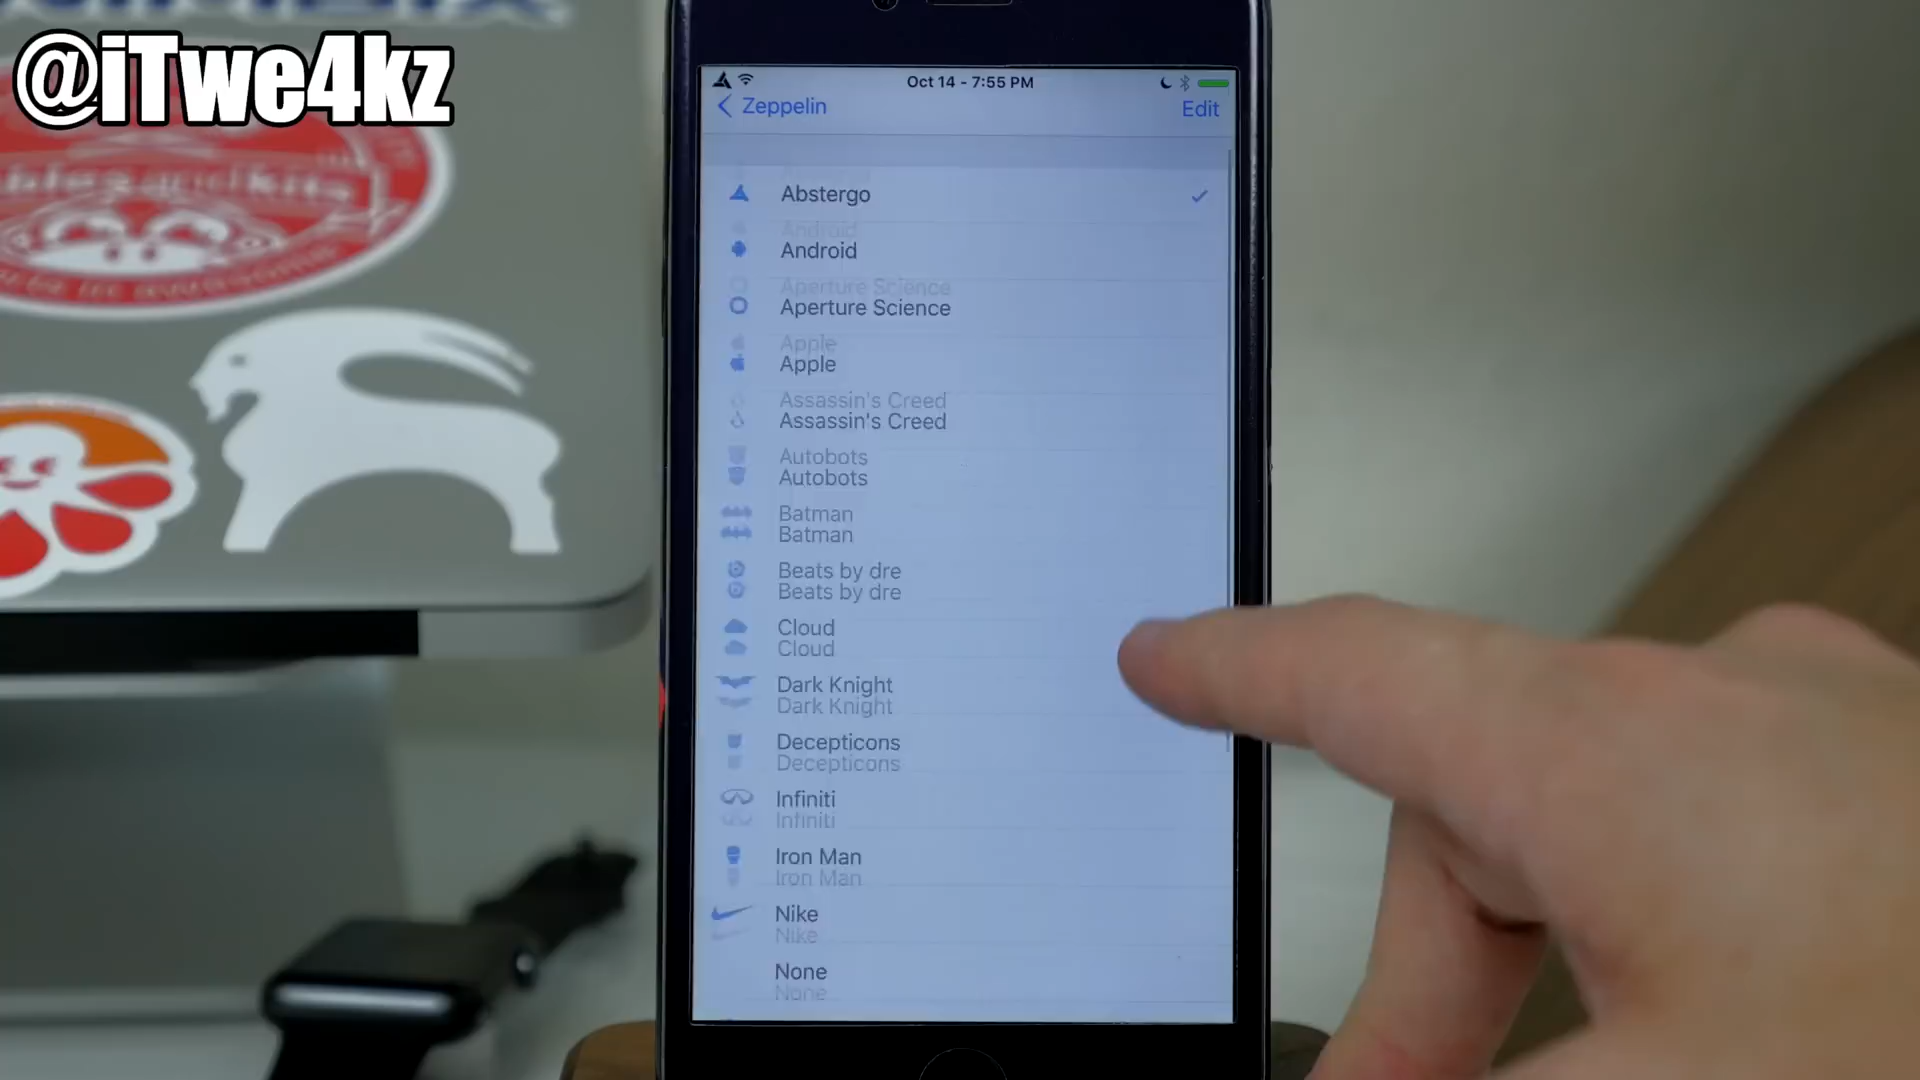 @iTwe4kz
Oct 14 - 7:55 PM
Zeppelin
Edit
Abstergo
Android
Android
Aperture Science
Aperture Science
Apple
Apple
Assassin's Creed
Assassin's Creed
Autobots
Autobots
Batman
Batman
Beats by dre
Beats by dre
Cloud
Cloud
Dark Knight
Dark Knight
Decepticons
Decepticons
Infiniti
Infiniti
Iron Man
Iron Man
Nike
Nike
None
None